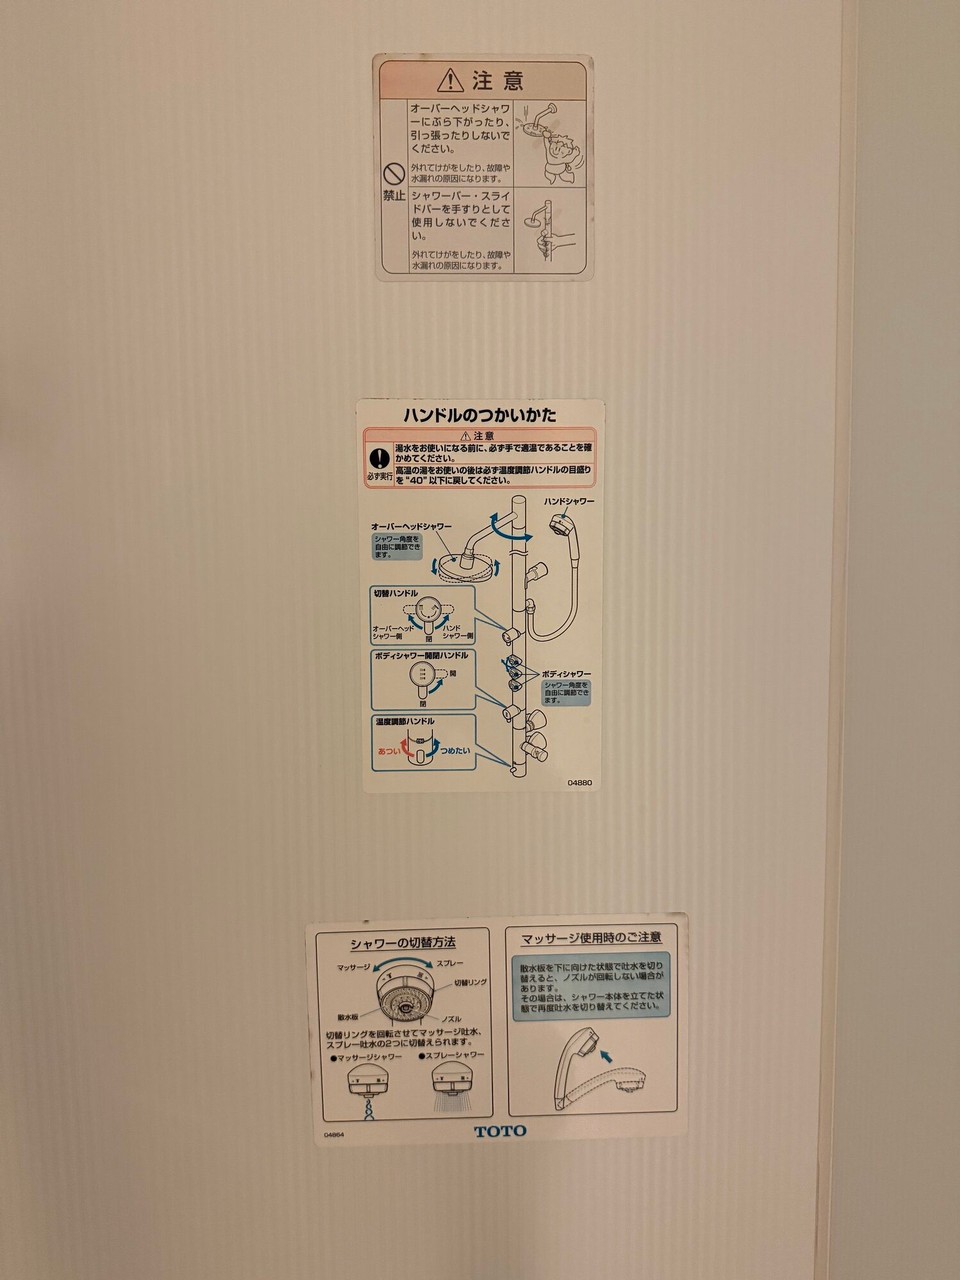 注意
オーバーヘッドシャワ
ーにぶら下がったり、
引っ張ったりしないで
ください。
外れてけがをしたり、故障や
水漏れの原因になります。
禁止
シャワーバー・スライ
ドバーを手すりとして
使用しないでくださ
い。
外れてけがをしたり、故障や
水漏れの原因になります。
ハンドルのつかいかた
注意
必ず実行
湯水をお使いになる前に、必ず手で適温であることを確
かめてください。
高温の湯をお使いの後は必ず温度調節ハンドルの目盛り
を“40”以下に戻してください。
ハンドシャワー
オーバーヘッドシャワー
シャワー角度を
自由に調節でき
ます。
切替ハンドル
オーバーヘッド
シャワー側
閉
ハンド
シャワー側
ボディシャワー開閉ハンドル
開
閉
ボディシャワー
シャワー角度を
自由に調節でき
ます。
温度調節ハンドル
あつい
つめたい
04880
シャワーの切替方法
マッサージ
スプレー
切替リング
散水板
ノズル
切替リングを回転させてマッサージ吐水、
スプレー吐水の2つに切替えられます。
●マッサージシャワー
●スプレーシャワー
04864
マッサージ使用時のご注意
散水板を下に向けた状態で吐水を切り
替えると、ノズルが回転しない場合が
あります。
その場合は、シャワー本体を立てた状
態で再度吐水を切り替えてください。
TOTO